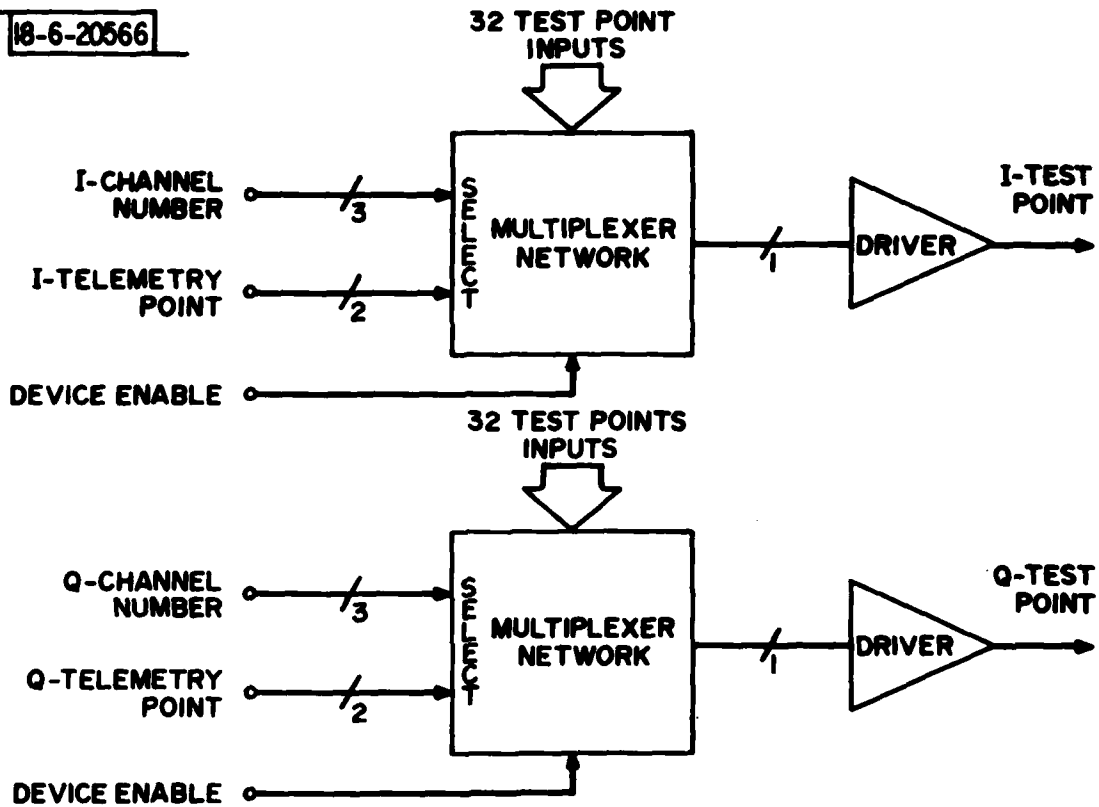 18-6-20566
32 TEST POINT
INPUTS
I-CHANNEL
NUMBER
3
I-TELEMETRY
POINT
2
DEVICE ENABLE
SELECT
MULTIPLEXER
NETWORK
1
DRIVER
I-TEST
POINT
32 TEST POINTS
INPUTS
Q-CHANNEL
NUMBER
3
Q-TELEMETRY
POINT
2
DEVICE ENABLE
SELECT
MULTIPLEXER
NETWORK
1
DRIVER
Q-TEST
POINT